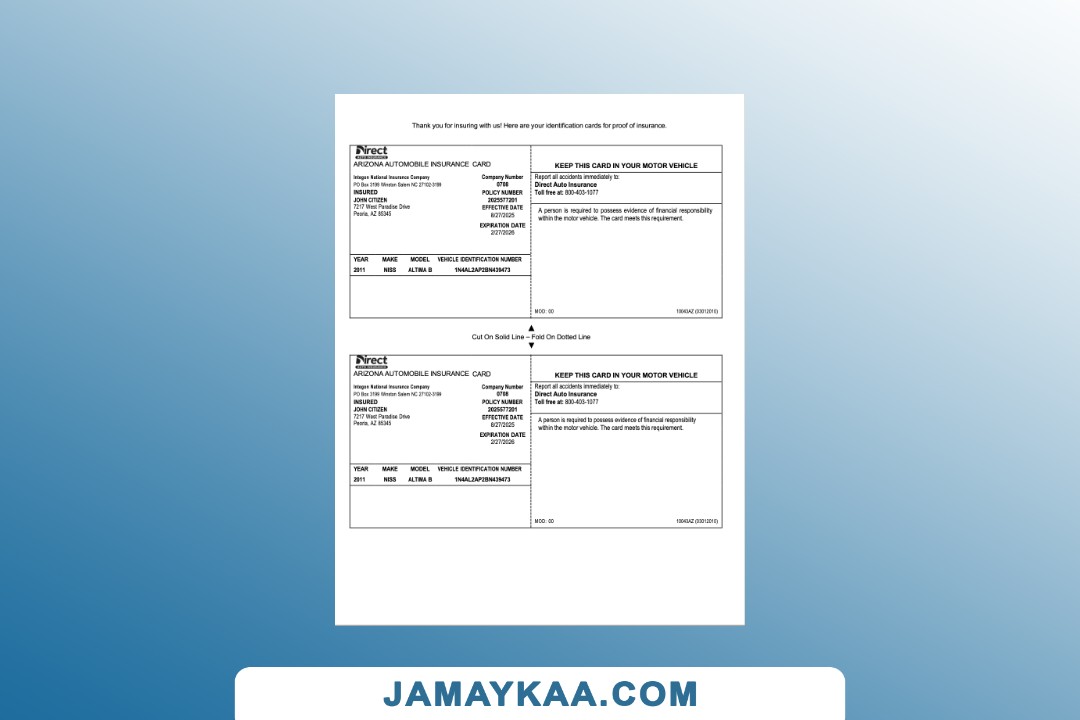 Thank you for insuring with us! Here are your identification cards for proof of insurance.
Direct
AUTO INSURANCE
ARIZONA AUTOMOBILE INSURANCE CARD
Integon National Insurance Company
PO Box 3199 Winston Salem NC 27102-3199
INSURED
JOHN CITIZEN
7217 West Paradise Drive
Peoria, AZ 85345
Company Number
0708
POLICY NUMBER
2025577201
EFFECTIVE DATE
8/27/2025
EXPIRATION DATE
2/27/2026
YEAR MAKE MODEL VEHICLE IDENTIFICATION NUMBER
2011 NISS ALTIMA B 1N4AL2AP2BN439473
KEEP THIS CARD IN YOUR MOTOR VEHICLE
Report all accidents immediately to:
Direct Auto Insurance
Toll free at: 800-403-1077
A person is required to possess evidence of financial responsibility
within the motor vehicle. The card meets this requirement.
MOD: 00 10043AZ (03012010)
Cut On Solid Line – Fold On Dotted Line
Direct
AUTO INSURANCE
ARIZONA AUTOMOBILE INSURANCE CARD
Integon National Insurance Company
PO Box 3199 Winston Salem NC 27102-3199
INSURED
JOHN CITIZEN
7217 West Paradise Drive
Peoria, AZ 85345
Company Number
0708
POLICY NUMBER
2025577201
EFFECTIVE DATE
8/27/2025
EXPIRATION DATE
2/27/2026
YEAR MAKE MODEL VEHICLE IDENTIFICATION NUMBER
2011 NISS ALTIMA B 1N4AL2AP2BN439473
KEEP THIS CARD IN YOUR MOTOR VEHICLE
Report all accidents immediately to:
Direct Auto Insurance
Toll free at: 800-403-1077
A person is required to possess evidence of financial responsibility
within the motor vehicle. The card meets this requirement.
MOD: 00 10043AZ (03012010)
JAMAYKAA.COM